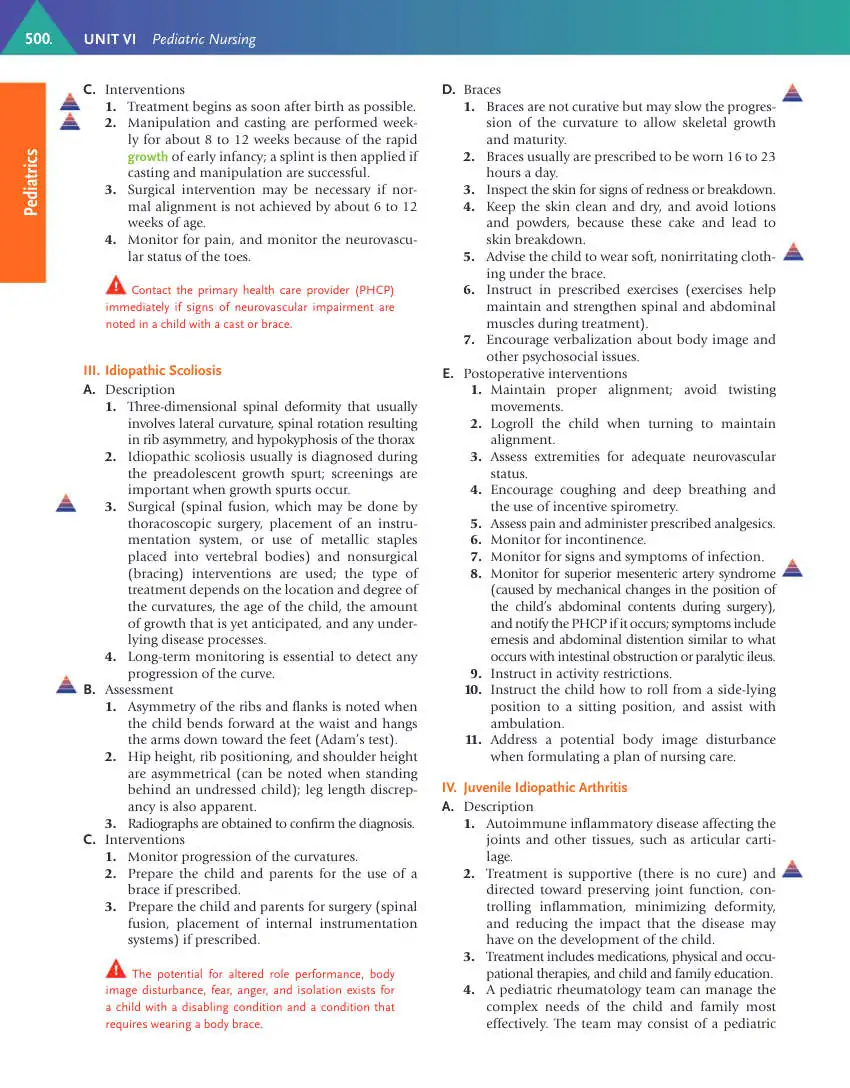 500.
UNIT VI Pediatric Nursing
Pediatrics
C. Interventions
1. Treatment begins as soon after birth as possible.
2. Manipulation and casting are performed week-
ly for about 8 to 12 weeks because of the rapid
growth of early infancy; a splint is then applied if
casting and manipulation are successful.
3. Surgical intervention may be necessary if nor-
mal alignment is not achieved by about 6 to 12
weeks of age.
4. Monitor for pain, and monitor the neurovascu-
lar status of the toes.
Contact the primary health care provider (PHCP)
immediately if signs of neurovascular impairment are
noted in a child with a cast or brace.
III. Idiopathic Scoliosis
A. Description
1. Three-dimensional spinal deformity that usually
involves lateral curvature, spinal rotation resulting
in rib asymmetry, and hypokyphosis of the thorax
2. Idiopathic scoliosis usually is diagnosed during
the preadolescent growth spurt; screenings are
important when growth spurts occur.
3. Surgical (spinal fusion, which may be done by
thoracoscopic surgery, placement of an instru-
mentation system, or use of metallic staples
placed into vertebral bodies) and nonsurgical
(bracing) interventions are used; the type of
treatment depends on the location and degree of
the curvatures, the age of the child, the amount
of growth that is yet anticipated, and any under-
lying disease processes.
4. Long-term monitoring is essential to detect any
progression of the curve.
B. Assessment
1. Asymmetry of the ribs and flanks is noted when
the child bends forward at the waist and hangs
the arms down toward the feet (Adam's test).
2. Hip height, rib positioning, and shoulder height
are asymmetrical (can be noted when standing
behind an undressed child); leg length discrep-
ancy is also apparent.
3. Radiographs are obtained to confirm the diagnosis.
C. Interventions
1. Monitor progression of the curvatures.
2. Prepare the child and parents for the use of a
brace if prescribed.
3. Prepare the child and parents for surgery (spinal
fusion, placement of internal instrumentation
systems) if prescribed.
The potential for altered role performance, body
image disturbance, fear, anger, and isolation exists for
a child with a disabling condition and a condition that
requires wearing a body brace.
D. Braces
1. Braces are not curative but may slow the progres-
sion of the curvature to allow skeletal growth
and maturity.
2. Braces usually are prescribed to be worn 16 to 23
hours a day.
3. Inspect the skin for signs of redness or breakdown.
4. Keep the skin clean and dry, and avoid lotions
and powders, because these cake and lead to
skin breakdown.
5. Advise the child to wear soft, nonirritating cloth-
ing under the brace.
6. Instruct in prescribed exercises (exercises help
maintain and strengthen spinal and abdominal
muscles during treatment).
7. Encourage verbalization about body image and
other psychosocial issues.
E. Postoperative interventions
1. Maintain proper alignment; avoid twisting
movements.
2. Logroll the child when turning to maintain
alignment.
3. Assess extremities for adequate neurovascular
status.
4. Encourage coughing and deep breathing and
the use of incentive spirometry.
5. Assess pain and administer prescribed analgesics.
6. Monitor for incontinence.
7. Monitor for signs and symptoms of infection.
8. Monitor for superior mesenteric artery syndrome
(caused by mechanical changes in the position of
the child's abdominal contents during surgery),
and notify the PHCP if it occurs; symptoms include
emesis and abdominal distention similar to what
occurs with intestinal obstruction or paralytic ileus.
9. Instruct in activity restrictions.
10. Instruct the child how to roll from a side-lying
position to a sitting position, and assist with
ambulation.
11. Address a potential body image disturbance
when formulating a plan of nursing care.
IV. Juvenile Idiopathic Arthritis
A. Description
1. Autoimmune inflammatory disease affecting the
joints and other tissues, such as articular carti-
lage.
2. Treatment is supportive (there is no cure) and
directed toward preserving joint function, con-
trolling inflammation, minimizing deformity,
and reducing the impact that the disease may
have on the development of the child.
3. Treatment includes medications, physical and occu-
pational therapies, and child and family education.
4. A pediatric rheumatology team can manage the
complex needs of the child and family most
effectively. The team may consist of a pediatric